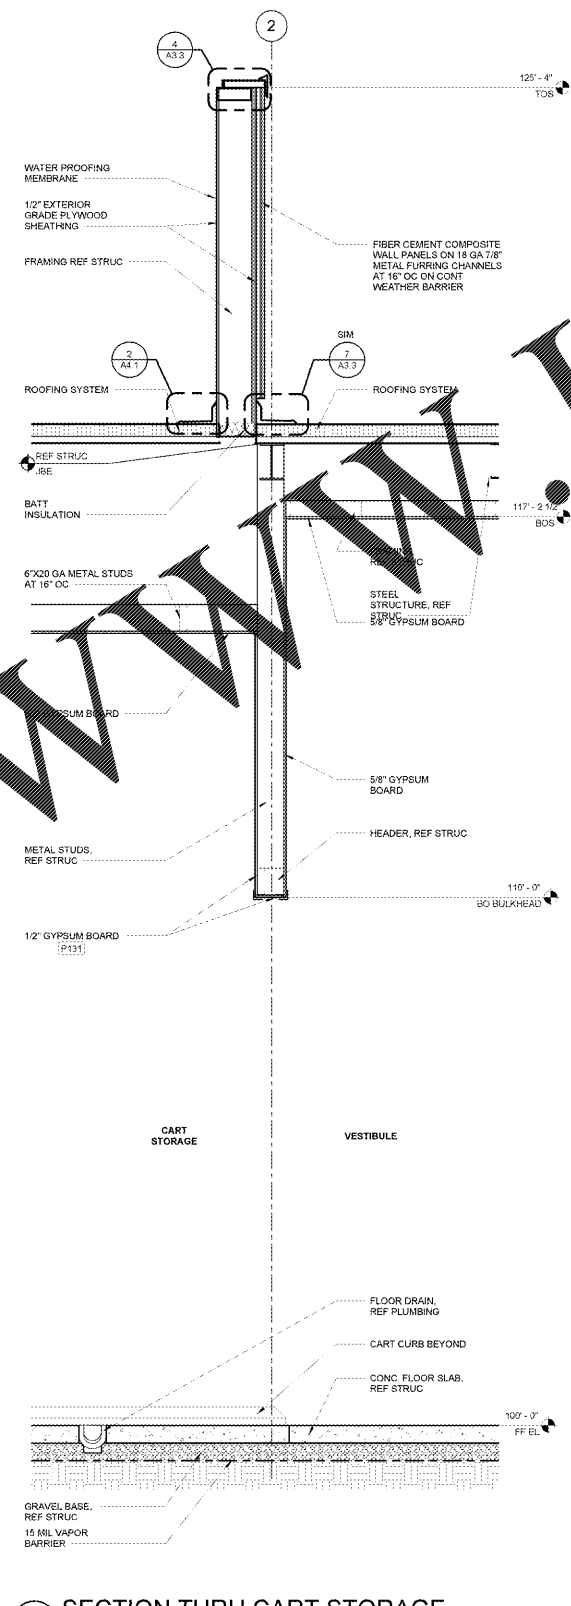 2
4
A3.3
125' - 4"
TOS
WATER PROOFING
MEMBRANE
1/2" EXTERIOR
GRADE PLYWOOD
SHEATHING
FRAMING REF STRUC
FIBER CEMENT COMPOSITE
WALL PANELS ON 18 GA 7/8"
METAL FURRING CHANNELS
AT 16" OC ON CONT
WEATHER BARRIER
SIM
2
A4.1
7
A3.3
ROOFING SYSTEM
ROOFING SYSTEM
REF STRUC
JBE
BATT
INSULATION
117' - 2 1/2"
BOS
REF STRUC
6"X20 GA METAL STUDS
AT 16" OC
STEEL
STRUCTURE, REF
STRUC
5/8" GYPSUM BOARD
GYPSUM BOARD
5/8" GYPSUM
BOARD
METAL STUDS,
REF STRUC
HEADER, REF STRUC
110' - 0"
BO BULKHEAD
1/2" GYPSUM BOARD
P131
CART
STORAGE
VESTIBULE
FLOOR DRAIN,
REF PLUMBING
CART CURB BEYOND
CONC. FLOOR SLAB,
REF STRUC
100' - 0"
FF EL
GRAVEL BASE,
REF STRUC
15 MIL VAPOR
BARRIER
SECTION THRU CART STORAGE
WWWW